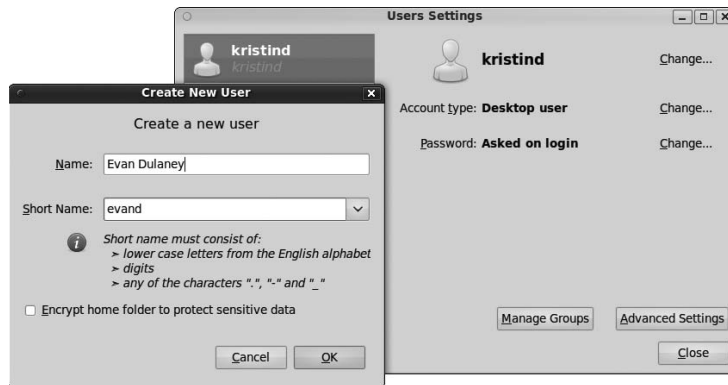 Users Settings
kristind
kristind
kristind
Change...
Account type: Desktop user
Change...
Password: Asked on login
Change...
Manage Groups
Advanced Settings
Close
Create New User
Create a new user
Name: Evan Dulaney
Short Name: evand
Short name must consist of:
➢ lower case letters from the English alphabet
➢ digits
➢ any of the characters ".", "-" and "_"
Encrypt home folder to protect sensitive data
Cancel
OK